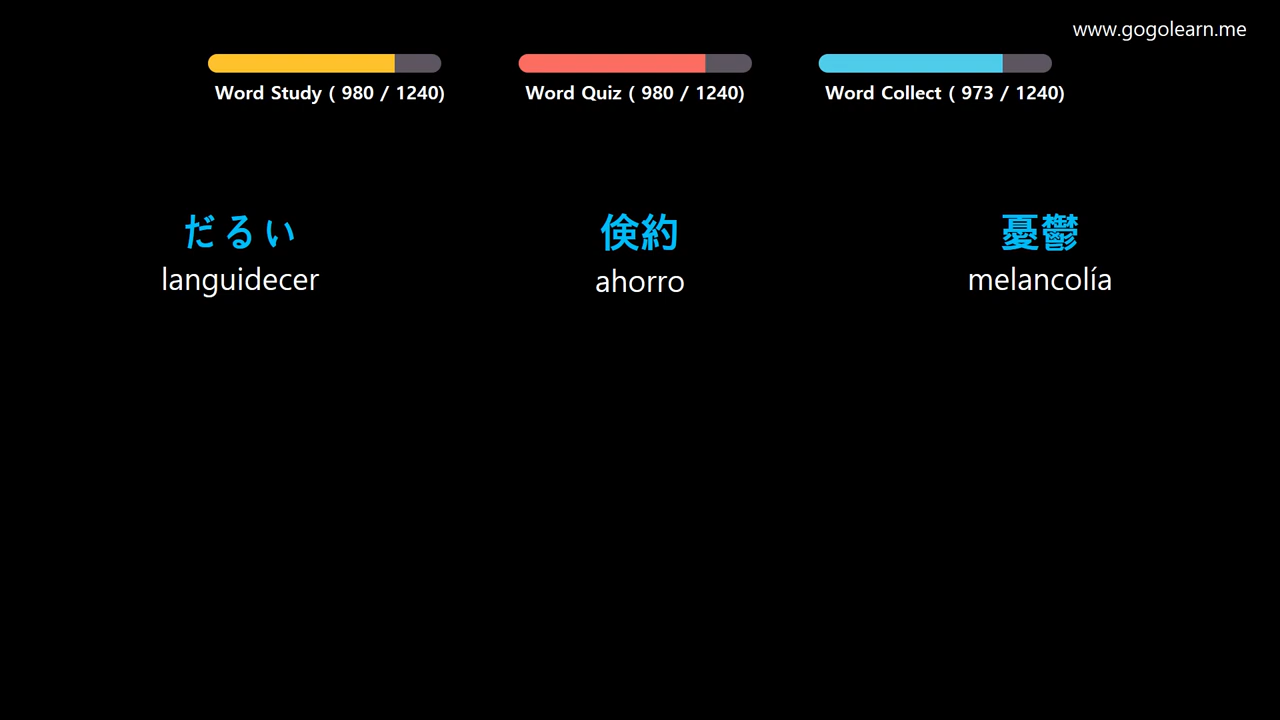 www.gogolearn.me
Word Study ( 980 / 1240)
Word Quiz ( 980 / 1240)
Word Collect ( 973 / 1240)
だるい
languidecer
倹約
ahorro
憂鬱
melancolía